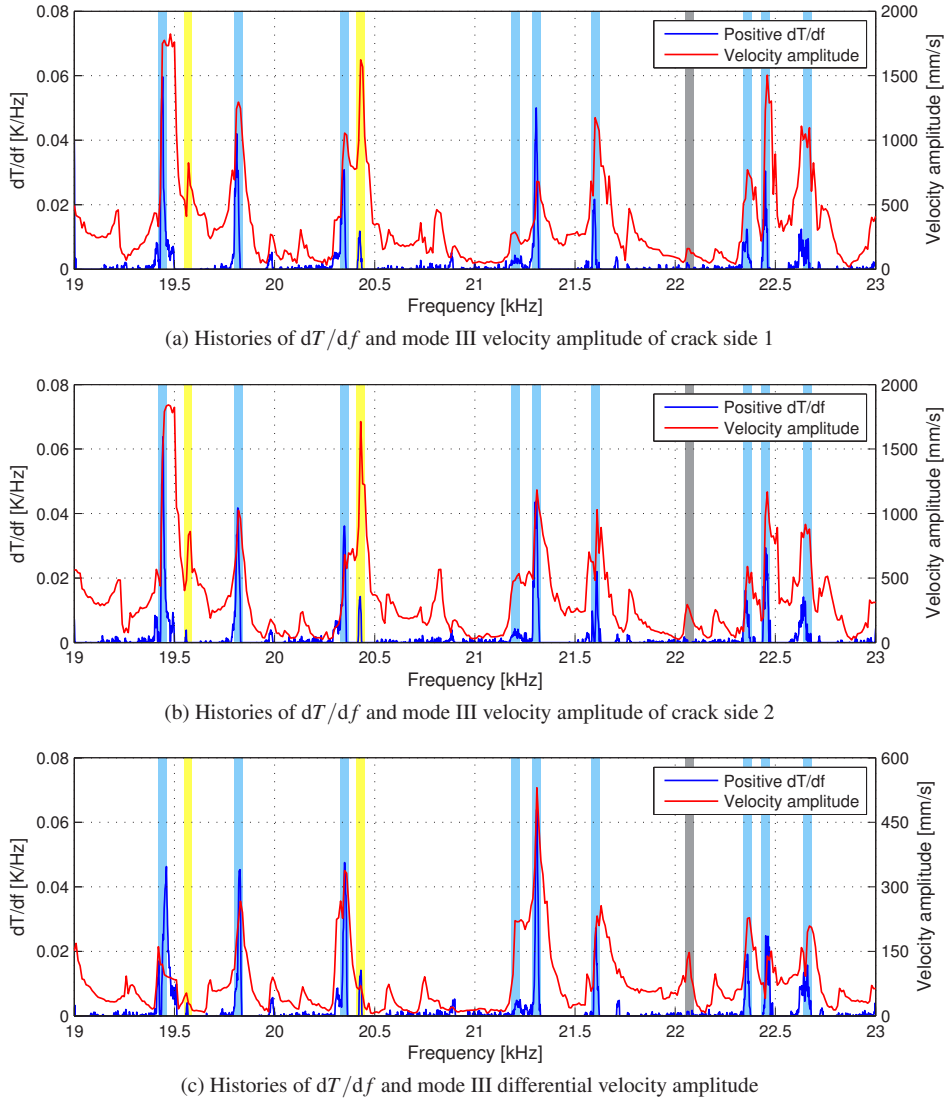 0.08
0.06
0.04
0.02
0
dT/df [K/Hz]
2000
1500
1000
500
0
Velocity amplitude [mm/s]
Positive dT/df
Velocity amplitude
19 19.5 20 20.5 21 21.5 22 22.5 23
Frequency [kHz]
(a) Histories of dT/df and mode III velocity amplitude of crack side 1
0.08
0.06
0.04
0.02
0
dT/df [K/Hz]
2000
1500
1000
500
0
Velocity amplitude [mm/s]
Positive dT/df
Velocity amplitude
19 19.5 20 20.5 21 21.5 22 22.5 23
Frequency [kHz]
(b) Histories of dT/df and mode III velocity amplitude of crack side 2
0.08
0.06
0.04
0.02
0
dT/df [K/Hz]
600
450
300
150
0
Velocity amplitude [mm/s]
Positive dT/df
Velocity amplitude
19 19.5 20 20.5 21 21.5 22 22.5 23
Frequency [kHz]
(c) Histories of dT/df and mode III differential velocity amplitude